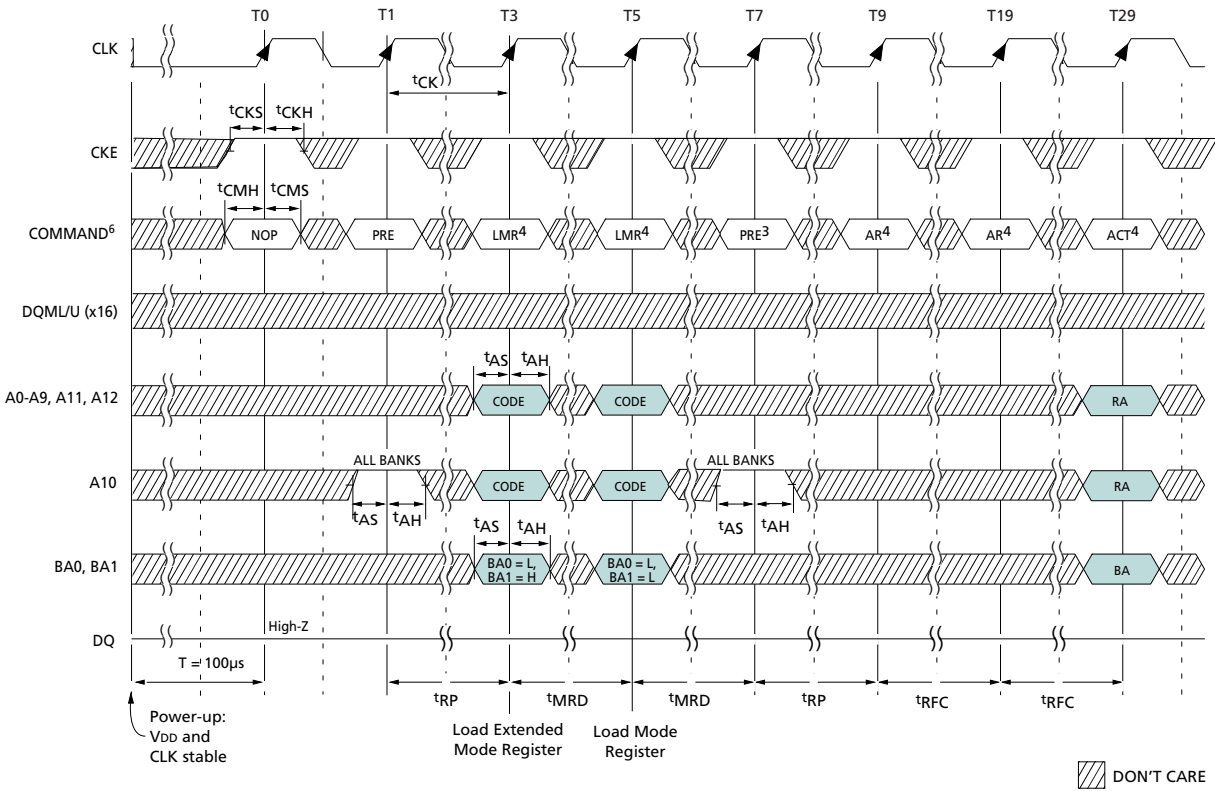 T0 T1 T3 T5 T7 T9 T19 T29
CLK
tCK
tCKS tCKH
CKE
tCMH tCMS
COMMAND6 NOP PRE LMR4 LMR4 PRE3 AR4 AR4 ACT4
DQML/U (x16)
tAS tAH
A0-A9, A11, A12 CODE CODE RA
ALL BANKS ALL BANKS
A10 CODE CODE RA
tAS tAH tAS tAH
tAS tAH
BA0, BA1 BA0 = L, BA1 = H BA0 = L, BA1 = L BA
High-Z
DQ
T = 100μs
tRP tMRD tMRD tRP tRFC tRFC
Power-up:
VDD and
CLK stable
Load Extended
Mode Register
Load Mode
Register
DON'T CARE